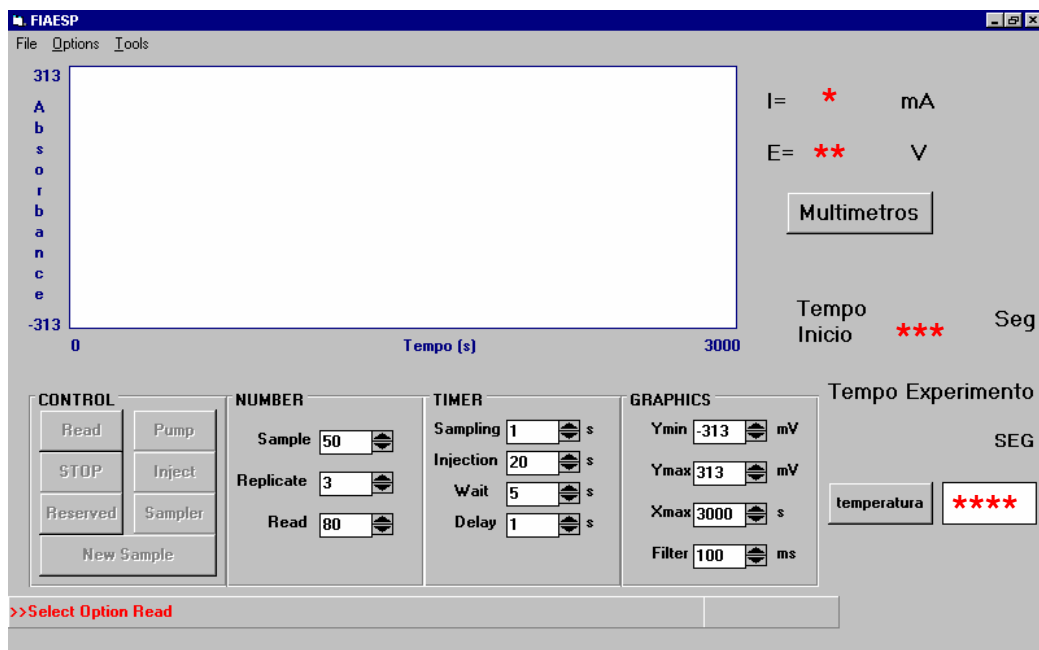 FIAESP
File Options Tools
313
Absorbance
-313
0 Tempo (s) 3000
I= * mA
E= ** V
Multimetros
Tempo
Inicio *** Seg
Tempo Experimento
SEG
temperatura ****
CONTROL
Read Pump
STOP Inject
Reserved Sampler
New Sample
NUMBER
Sample 50
Replicate 3
Read 80
TIMER
Sampling 1 s
Injection 20 s
Wait 5 s
Delay 1 s
GRAPHICS
Ymin -313 mV
Ymax 313 mV
Xmax 3000 s
Filter 100 ms
>>Select Option Read